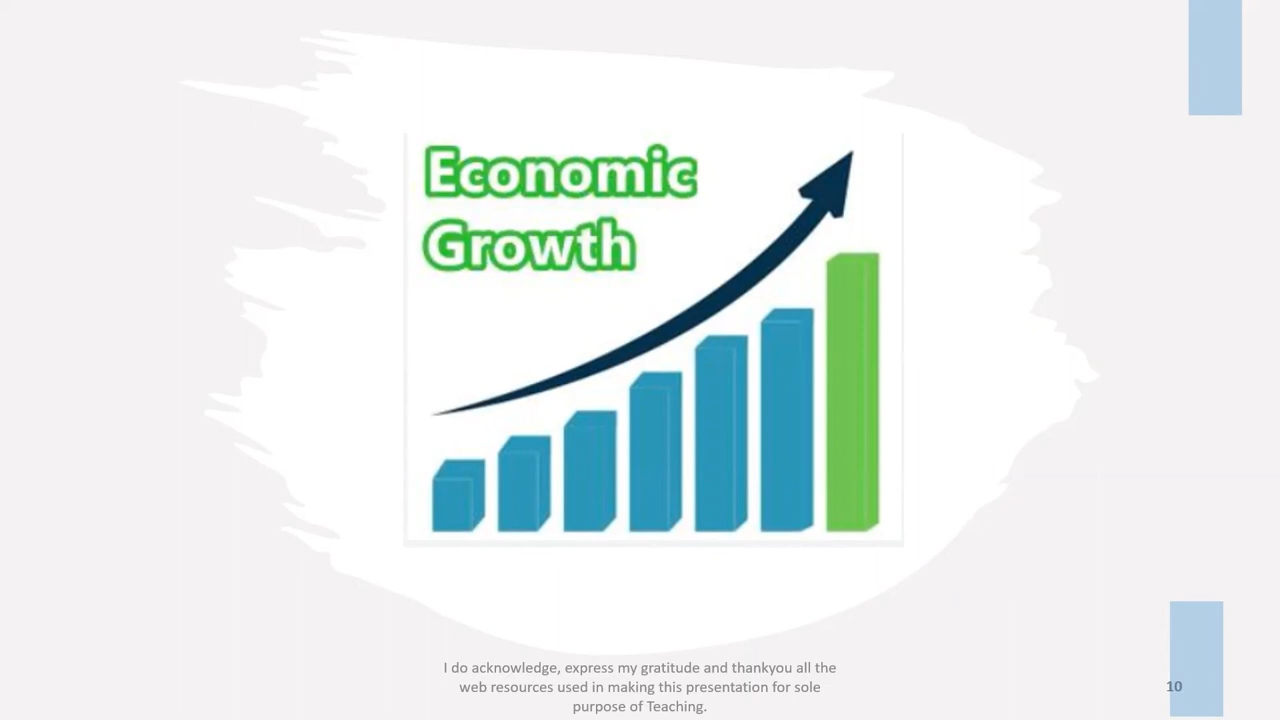 Economic
Growth
I do acknowledge, express my gratitude and thankyou all the
web resources used in making this presentation for sole
purpose of Teaching.
10